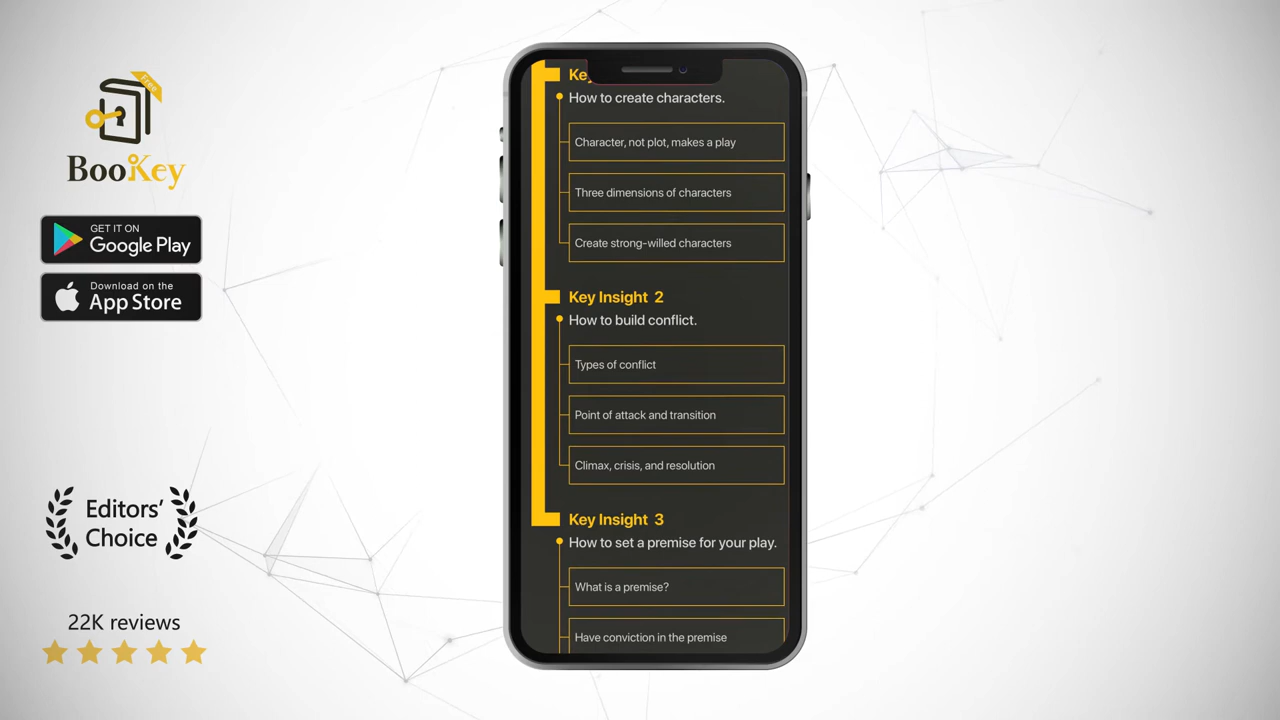 Free
BooKey
GET IT ON
Google Play
Download on the
App Store
Editors’
Choice
22K reviews
How to create characters.
Character, not plot, makes a play
Three dimensions of characters
Create strong-willed characters
Key Insight 2
How to build conflict.
Types of conflict
Point of attack and transition
Climax, crisis, and resolution
Key Insight 3
How to set a premise for your play.
What is a premise?
Have conviction in the premise